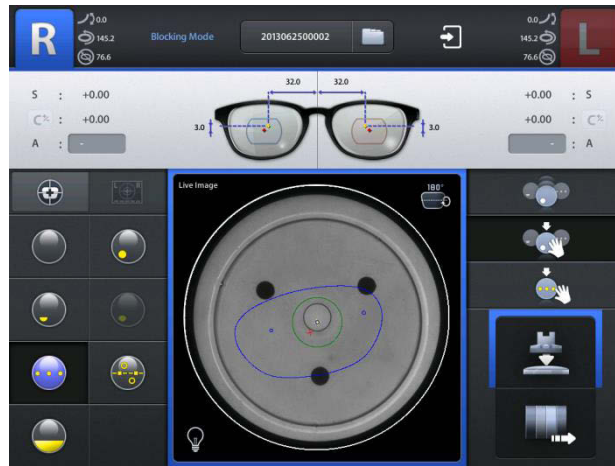 R
0.0
145.2
76.6
Blocking Mode
2013062500002
0.0
145.2
76.6
L
S : +0.00
C : +0.00
A : -
32.0 32.0
3.0
3.0
+0.00 : S
+0.00 : C
- : A
L R
Live Image
180°